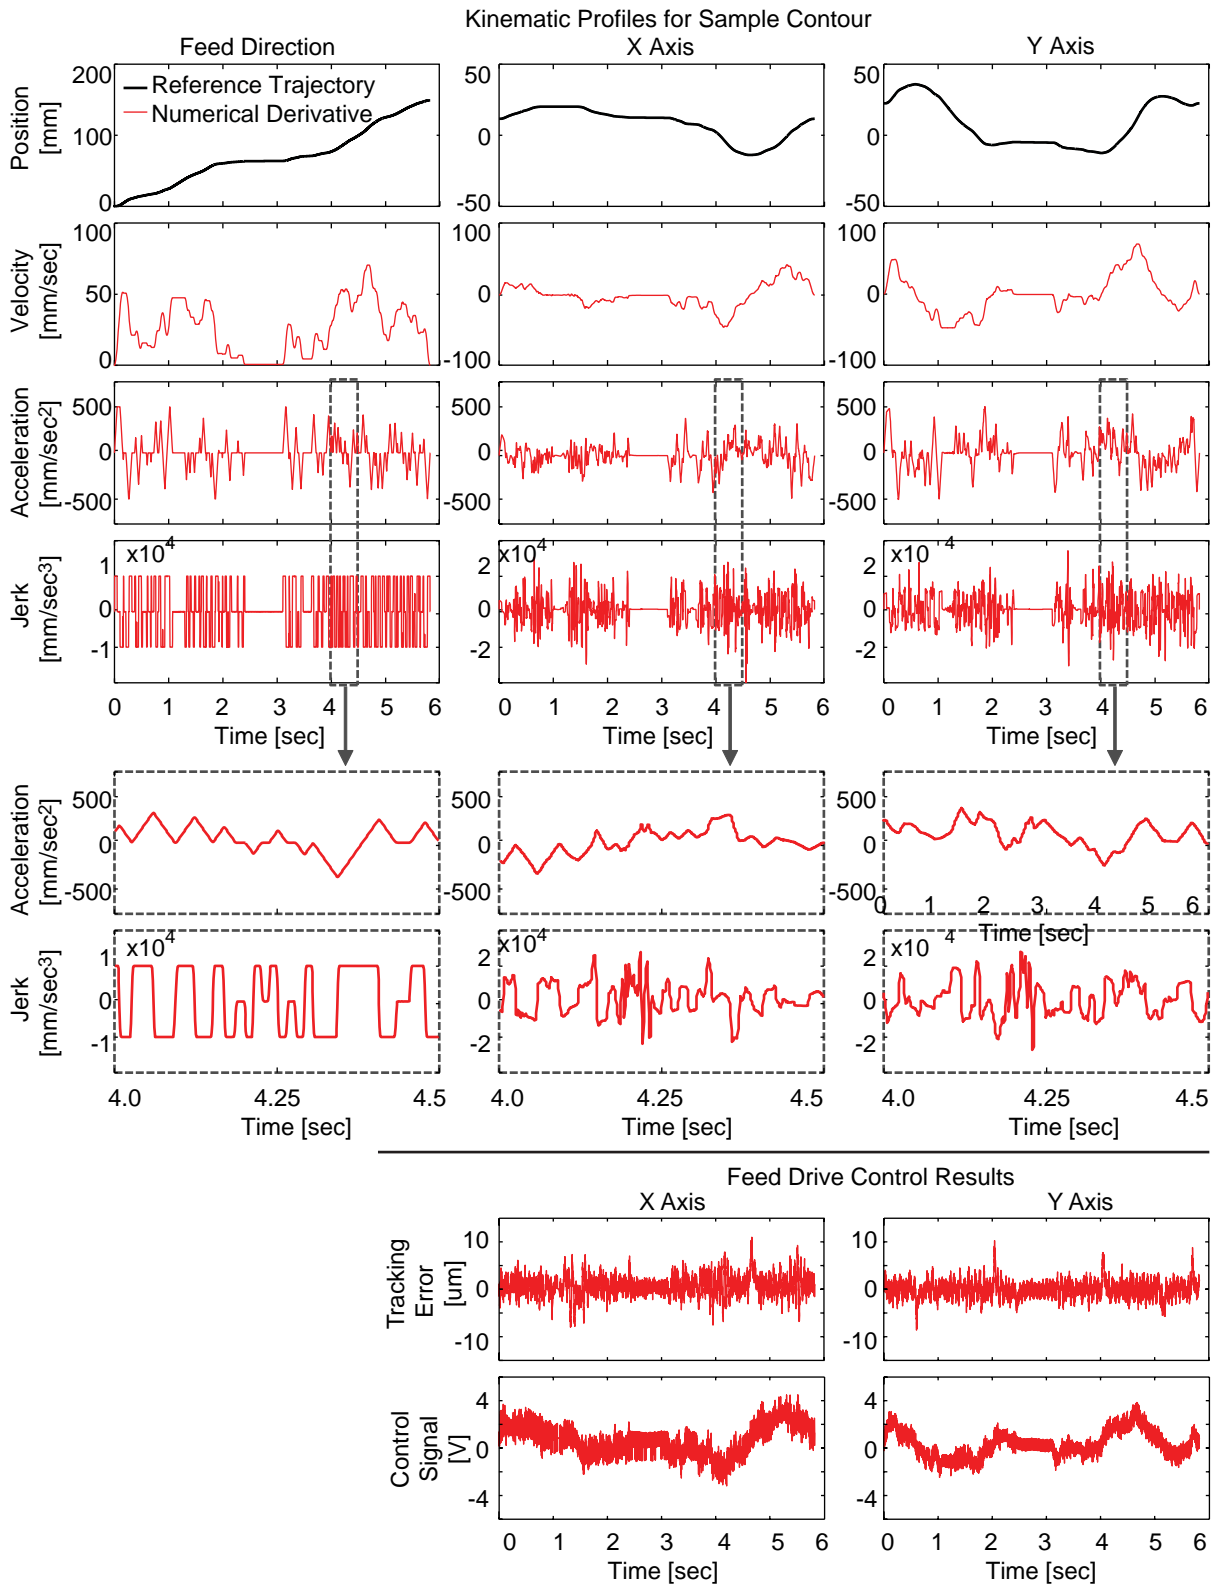 Kinematic Profiles for Sample Contour
Feed Direction
X Axis
Y Axis
Position
[mm]
200
100
0
Reference Trajectory
Numerical Derivative
50
0
-50
50
0
-50
Velocity
[mm/sec]
100
50
0
100
0
-100
100
0
-100
Acceleration
[mm/sec2]
500
0
-500
500
0
-500
500
0
-500
Jerk
[mm/sec3]
x10 4
1
0
-1
x10 4
2
0
-2
x10 4
2
0
-2
0 1 2 3 4 5 6
Time [sec]
0 1 2 3 4 5 6
Time [sec]
0 1 2 3 4 5 6
Time [sec]
Acceleration
[mm/sec2]
500
0
-500
500
0
-500
500
0
-500
0 1 2 3 4 5 6
Time [sec]
Jerk
[mm/sec3]
x10 4
1
0
-1
x10 4
2
0
-2
x10 4
2
0
-2
4.0 4.25 4.5
Time [sec]
4.0 4.25 4.5
Time [sec]
4.0 4.25 4.5
Time [sec]
Feed Drive Control Results
X Axis
Y Axis
Tracking
Error
[um]
10
0
-10
10
0
-10
Control
Signal
[V]
4
0
-4
4
0
-4
0 1 2 3 4 5 6
Time [sec]
0 1 2 3 4 5 6
Time [sec]